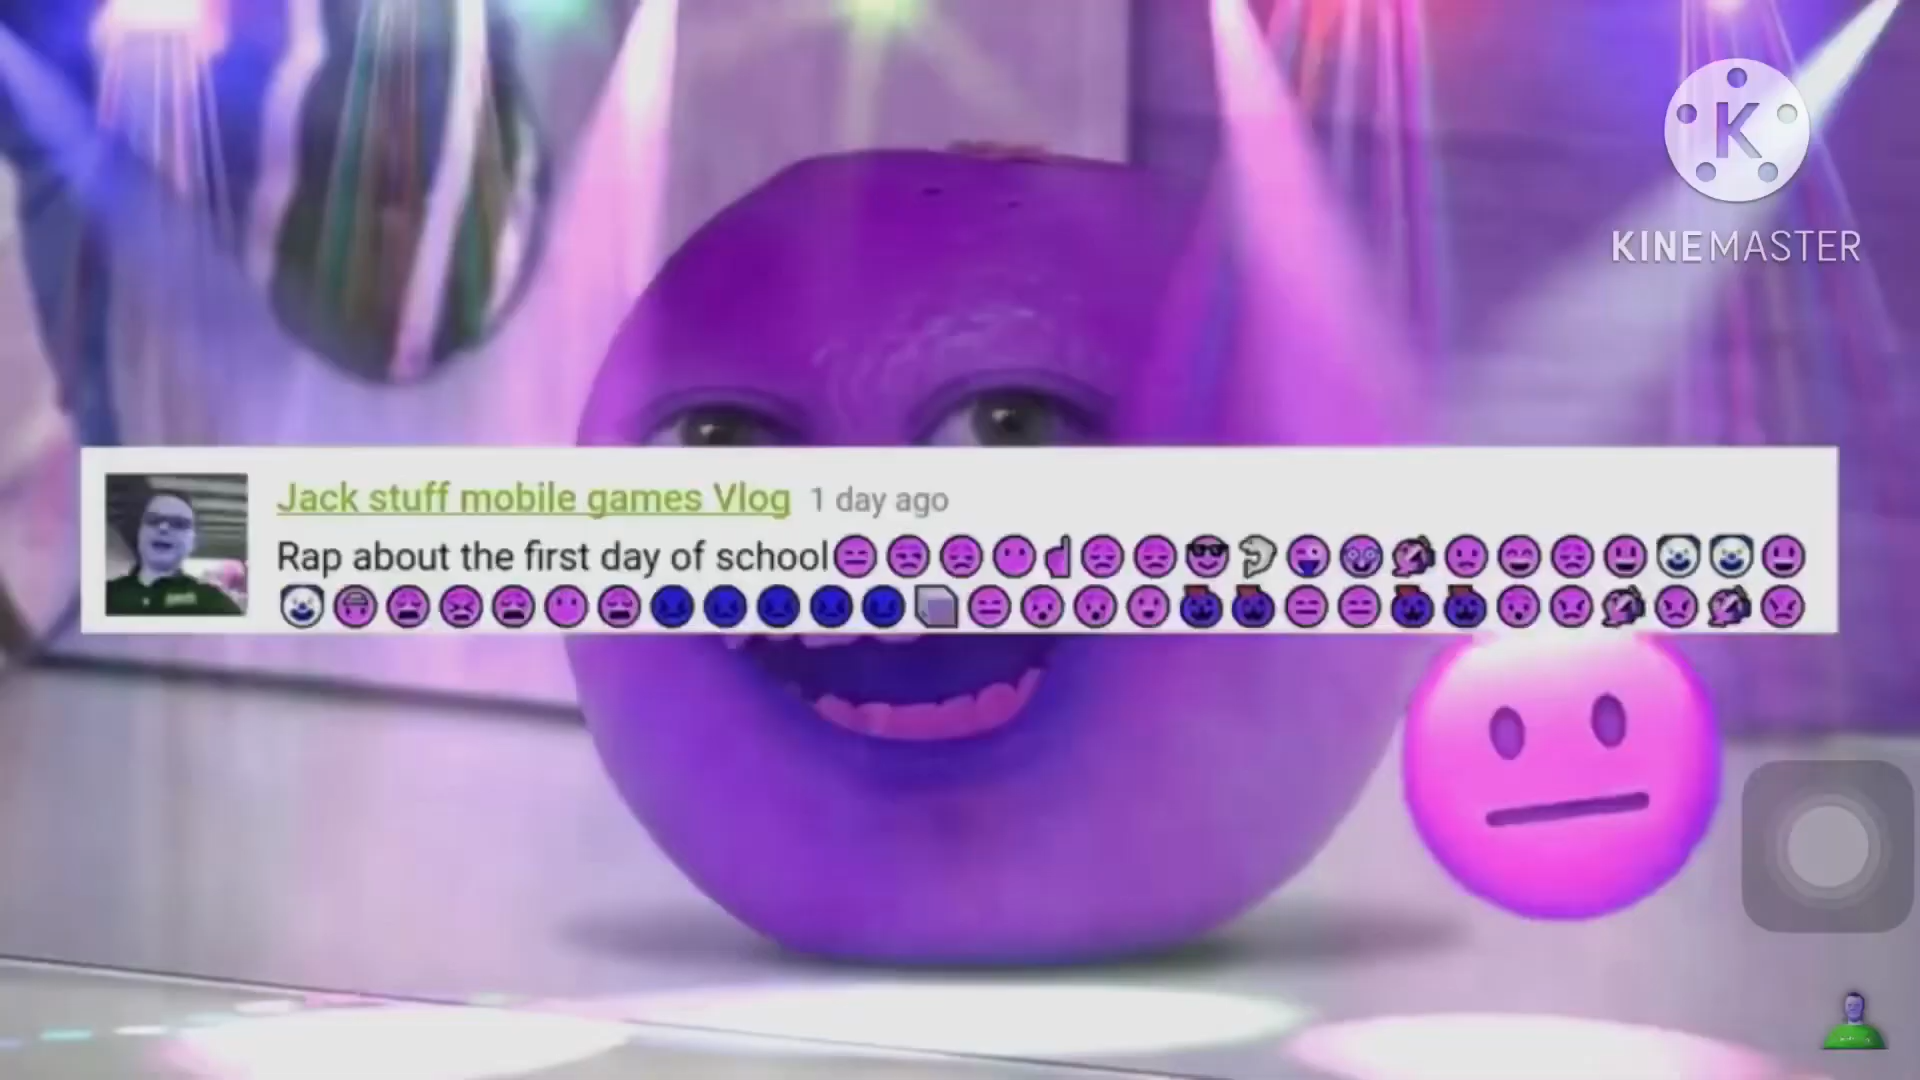 K
KINEMASTER
Jack stuff mobile games Vlog 1 day ago
Rap about the first day of school